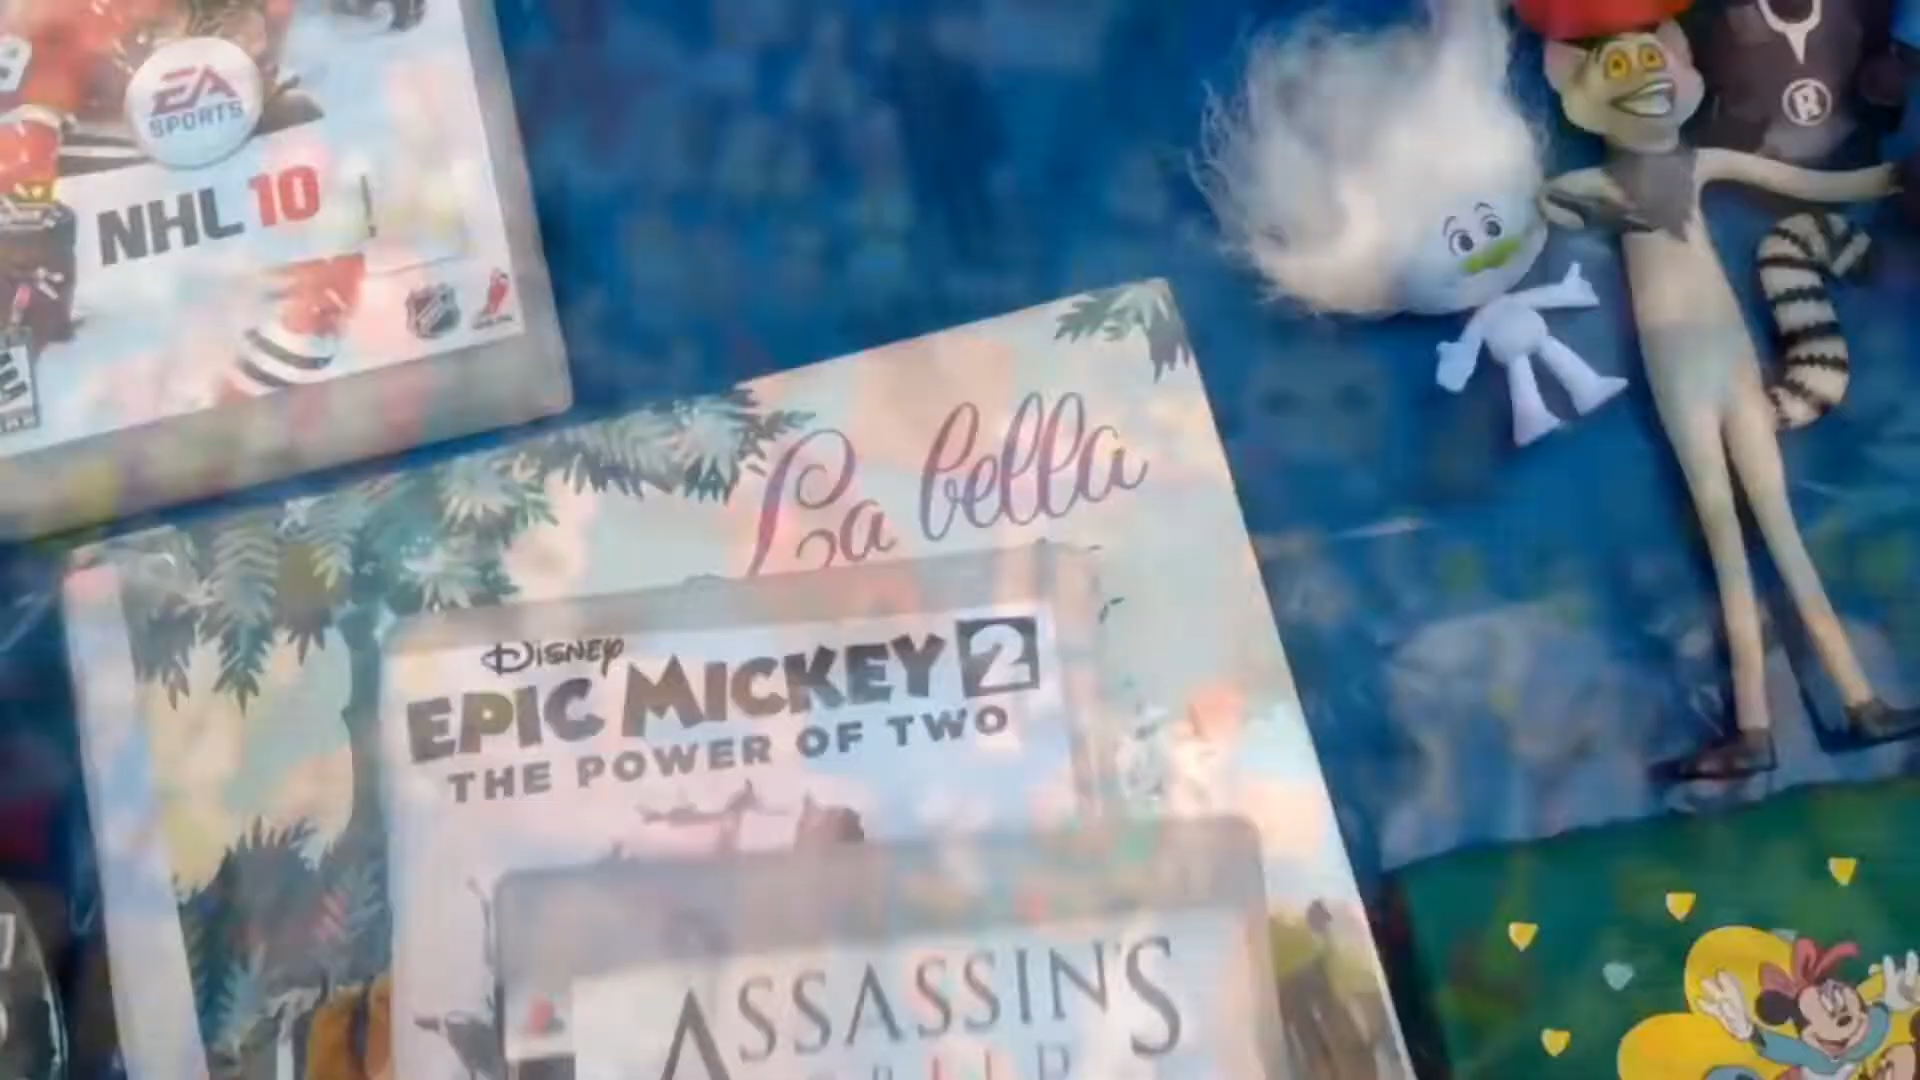 EA
SPORTS
NHL 10
La bella
DISNEY
EPIC MICKEY 2
THE POWER OF TWO
ASSASSIN'S